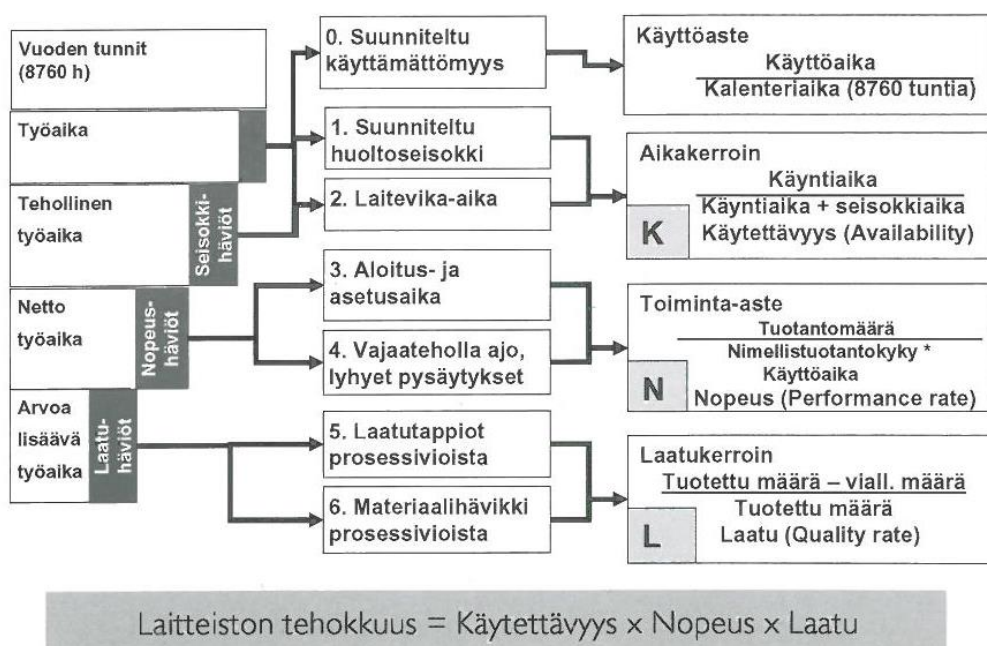 Vuoden tunnit
(8760 h)
Työaika
Tehollinen
työaika
Seisokki-
häviöt
Netto
työaika
Nopeus-
häviöt
Arvoa
lisäävä
työaika
Laatu-
häviöt
0. Suunniteltu
käyttämättömyys
1. Suunniteltu
huoltoseisokki
2. Laitevika-aika
3. Aloitus- ja
asetusaika
4. Vajaateholla ajo,
lyhyet pysäytykset
5. Laatutappiot
prosessivioista
6. Materiaalihävikki
prosessivioista
Käyttöaste
Käyttöaika
Kalenteriaika (8760 tuntia)
Aikakerroin
Käyntiaika
Käyntiaika + seisokkiaika
K
Käytettävyys (Availability)
Toiminta-aste
Tuotantomäärä
Nimellistuotantokyky *
Käyttöaika
N
Nopeus (Performance rate)
Laatukerroin
Tuotettu määrä – viall. määrä
Tuotettu määrä
L
Laatu (Quality rate)
Laitteiston tehokkuus = Käytettävyys x Nopeus x Laatu